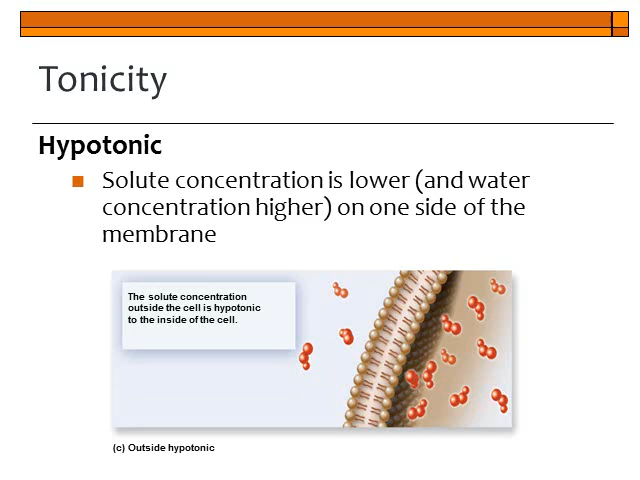 Tonicity
Hypotonic
Solute concentration is lower (and water
concentration higher) on one side of the
membrane
The solute concentration
outside the cell is hypotonic
to the inside of the cell.
(c) Outside hypotonic